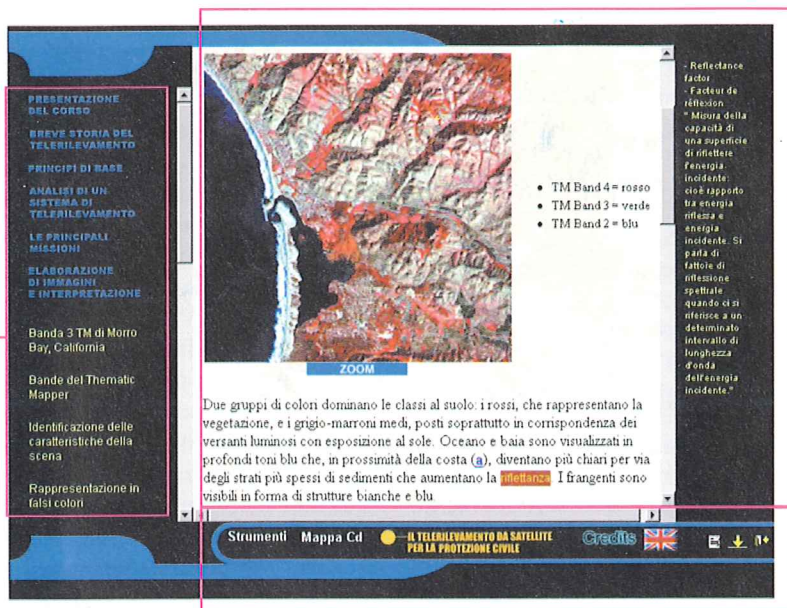 PRESENTAZIONE
DEL CORSO
BREVE STORIA DEL
TELERILEVAMENTO
PRINCIPI DI BASE
ANALISI DI UN
SISTEMA DI
TELERILEVAMENTO
LE PRINCIPALI
MISSIONI
ELABORAZIONE
DI IMMAGINI
E INTERPRETAZIONE
Banda 3 TM di Morro
Bay, California
Bande del Thematic
Mapper
Identificazione delle
caratteristiche della
scena
Rappresentazione in
falsi colori
• TM Band 4 = rosso
• TM Band 3 = verde
• TM Band 2 = blu
ZOOM
Due gruppi di colori dominano le classi al suolo: i rossi, che rappresentano la
vegetazione, e i grigio-marroni medi, posti soprattutto in corrispondenza dei
versanti luminosi con esposizione al sole. Oceano e baia sono visualizzati in
profondi toni blu che, in prossimità della costa (a), diventano più chiari per via
degli strati più spessi di sedimenti che aumentano la riflettanza. I frangenti sono
visibili in forma di strutture bianche e blu.
- Reflectance
factor
- Facteur de
réflexion
" Misura della
capacità di
una superficie
di riflettere
l'energia
incidente:
cioè rapporto
tra energia
riflessa e
energia
incidente. Si
parla di
fattore di
riflessione
spettrale
quando ci si
riferisce a un
determinato
intervallo di
lunghezza
d'onda
dell'energia
incidente."
Strumenti Mappa Cd IL TELERILEVAMENTO DA SATELLITE
PER LA PROTEZIONE CIVILE
Credits